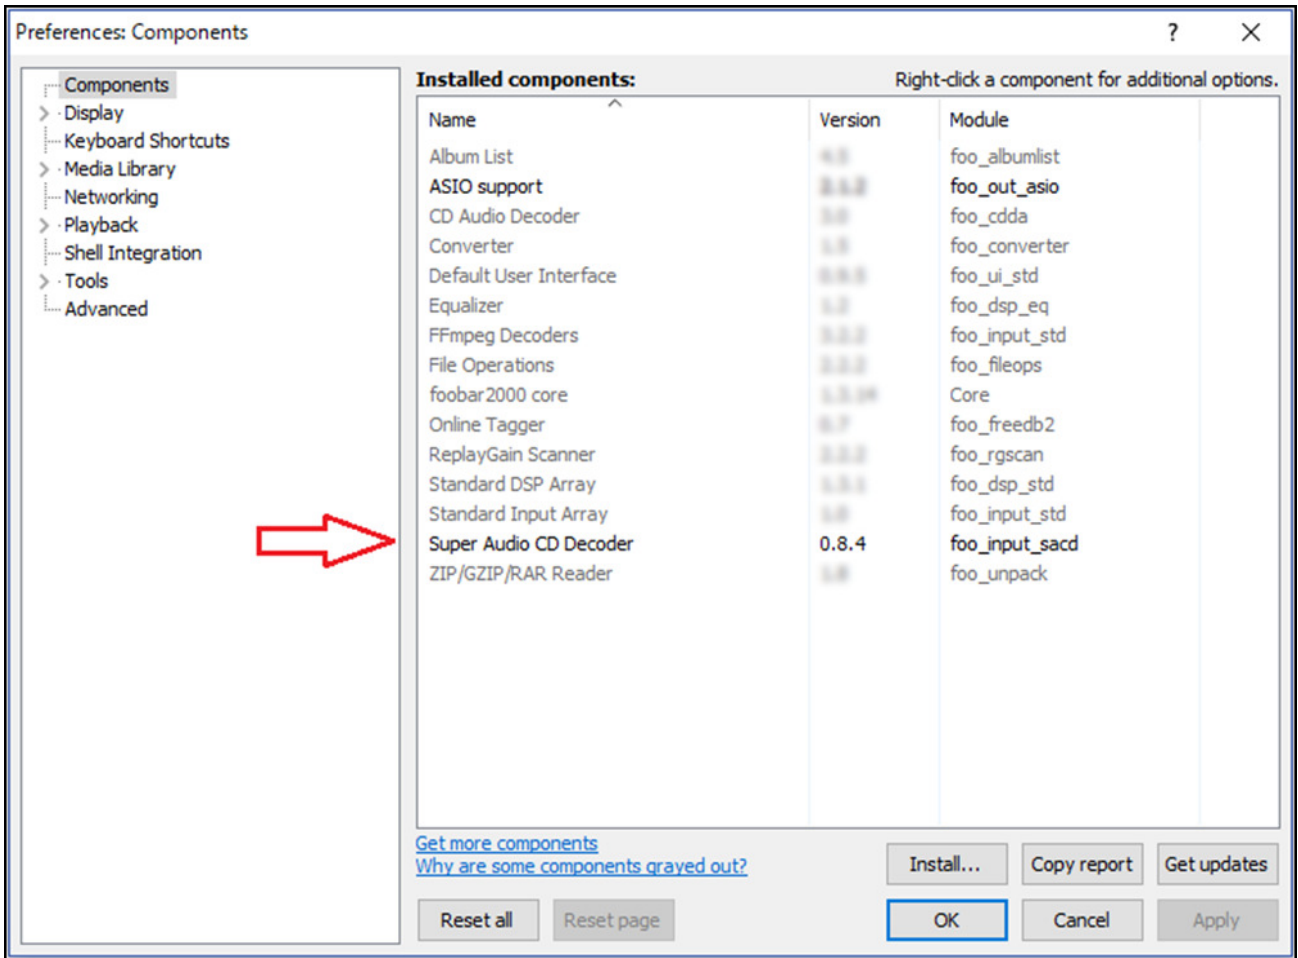 Preferences: Components
?
Components
Display
Keyboard Shortcuts
Media Library
Networking
Playback
Shell Integration
Tools
Advanced
Installed components: Right-click a component for additional options.
Name Version Module
Album List foo_albumlist
ASIO support foo_out_asio
CD Audio Decoder foo_cdda
Converter foo_converter
Default User Interface foo_ui_std
Equalizer foo_dsp_eq
FFmpeg Decoders foo_input_std
File Operations foo_fileops
foobar2000 core Core
Online Tagger foo_freedb2
ReplayGain Scanner foo_rgscan
Standard DSP Array foo_dsp_std
Standard Input Array foo_input_std
Super Audio CD Decoder 0.8.4 foo_input_sacd
ZIP/GZIP/RAR Reader foo_unpack
Get more components
Why are some components grayed out?
Install... Copy report Get updates
Reset all Reset page OK Cancel Apply